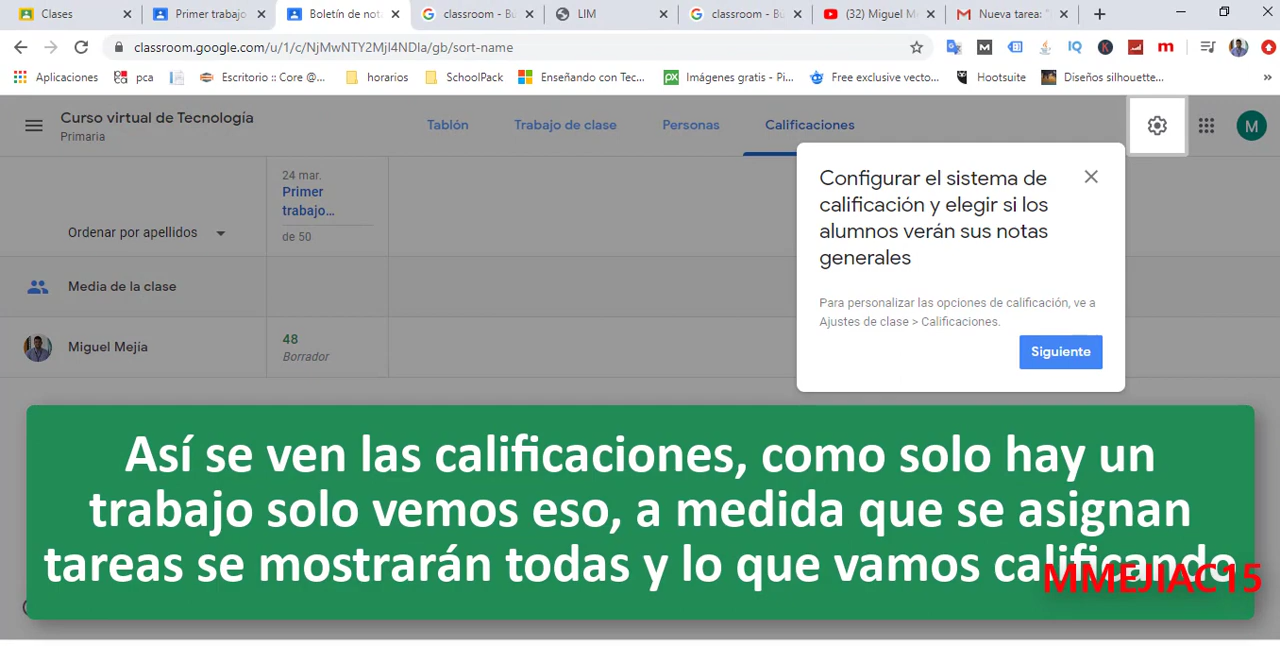 Clases
Primer trabajo
Boletín de not
classroom - Bu
LIM
classroom - Bu
(32) Miguel M
Nueva tarea: "
classroom.google.com/u/1/c/NjMwNTY2MjI4NDIa/gb/sort-name
Aplicaciones
pca
Escritorio :: Core @...
horarios
SchoolPack
Enseñando con Tec...
Imágenes gratis - Pi...
Free exclusive vecto...
Hootsuite
Diseños silhouette...
»
Curso virtual de Tecnología
Primaria
Tablón
Trabajo de clase
Personas
Calificaciones
M
24 mar.
Primer
trabajo...
de 50
Ordenar por apellidos
Media de la clase
Miguel Mejía
48
Borrador
Configurar el sistema de
calificación y elegir si los
alumnos verán sus notas
generales
Para personalizar las opciones de calificación, ve a
Ajustes de clase > Calificaciones.
Siguiente
Así se ven las calificaciones, como solo hay un
trabajo solo vemos eso, a medida que se asignan
tareas se mostrarán todas y lo que vamos calificando
MMEJIAC15